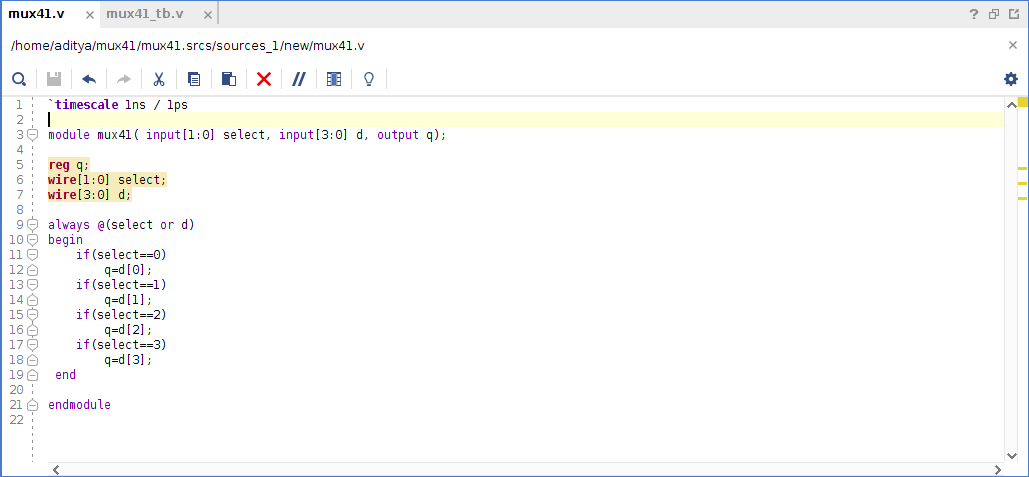 mux41.v × mux41_tb.v × ?
/home/aditya/mux41/mux41.srcs/sources_1/new/mux41.v ×
1 `timescale 1ns / 1ps
2
3 module mux41( input[1:0] select, input[3:0] d, output q);
4
5 reg q;
6 wire[1:0] select;
7 wire[3:0] d;
8
9 always @(select or d)
10 begin
11 if(select==0)
12 q=d[0];
13 if(select==1)
14 q=d[1];
15 if(select==2)
16 q=d[2];
17 if(select==3)
18 q=d[3];
19 end
20
21 endmodule
22